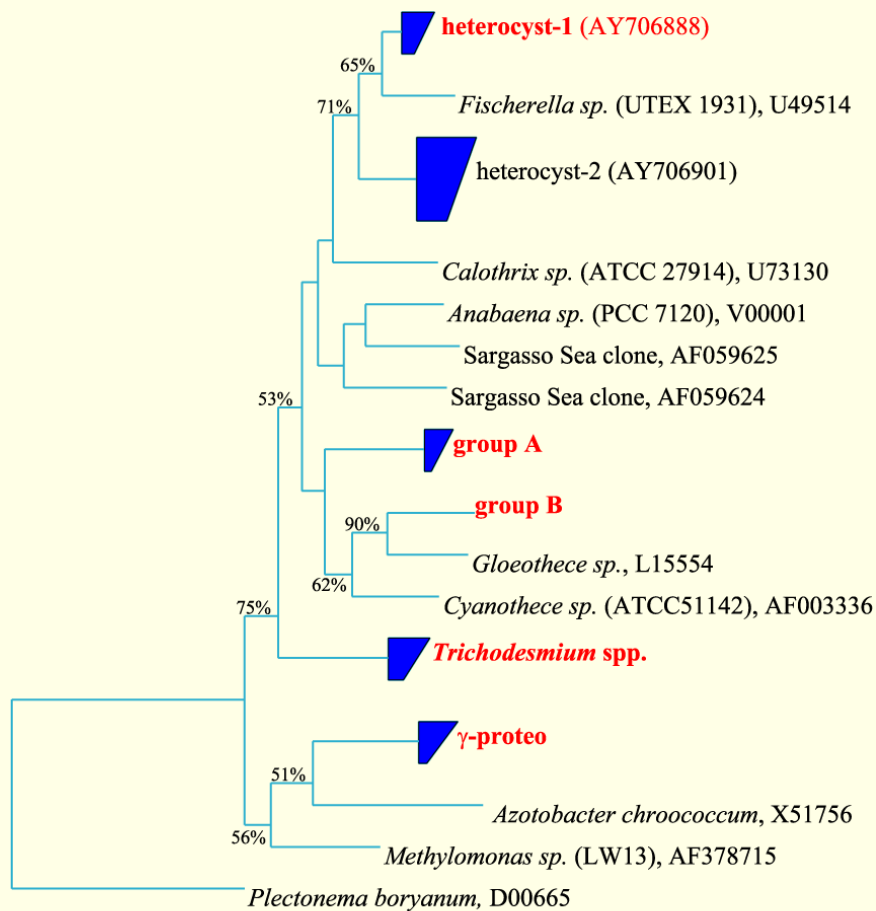 heterocyst-1 (AY706888)
65%
Fischerella sp. (UTEX 1931), U49514
71%
heterocyst-2 (AY706901)
Calothrix sp. (ATCC 27914), U73130
Anabaena sp. (PCC 7120), V00001
Sargasso Sea clone, AF059625
Sargasso Sea clone, AF059624
53%
group A
group B
90%
Gloeothece sp., L15554
62%
Cyanothece sp. (ATCC51142), AF003336
75%
Trichodesmium spp.
γ-proteo
51%
Azotobacter chroococcum, X51756
56%
Methylomonas sp. (LW13), AF378715
Plectonema boryanum, D00665